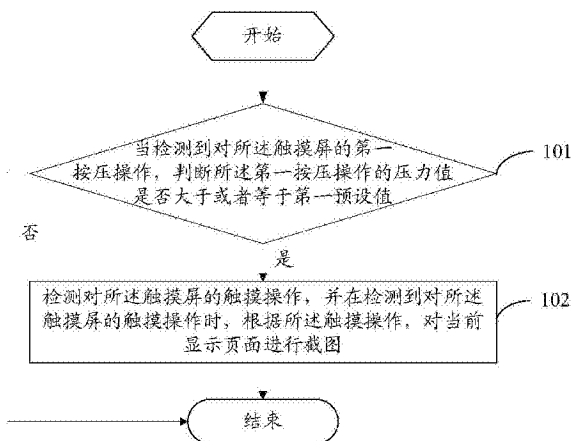 开始
当检测到对所述触摸屏的第一
按压操作，判断所述第一按压操作的压力值
是否大于或者等于第一预设值
101
否
是
检测对所述触摸屏的触摸操作，并在检测到对所述
触摸屏的触摸操作时，根据所述触摸操作，对当前
显示页面进行截图
102
结束